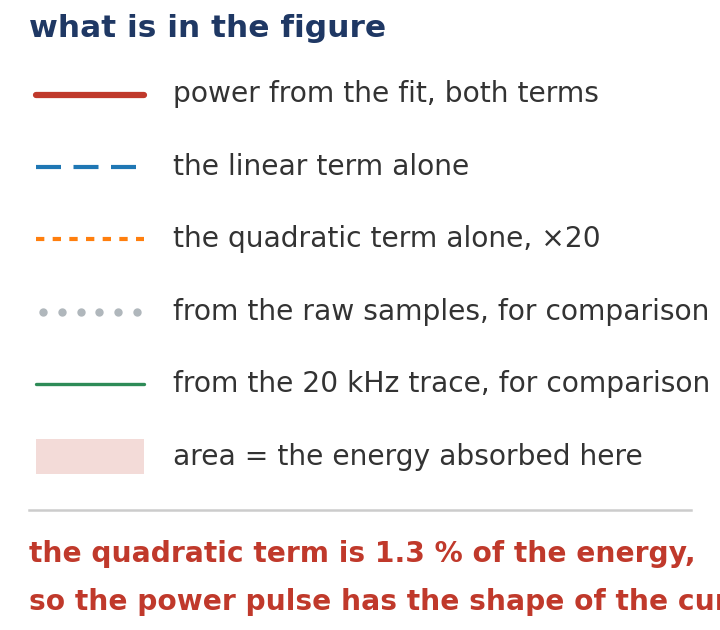 what is in the figure
power from the fit, both terms
the linear term alone
the quadratic term alone, ×20
from the raw samples, for comparison
from the 20 kHz trace, for comparison
area = the energy absorbed here
the quadratic term is 1.3 % of the energy,
so the power pulse has the shape of the